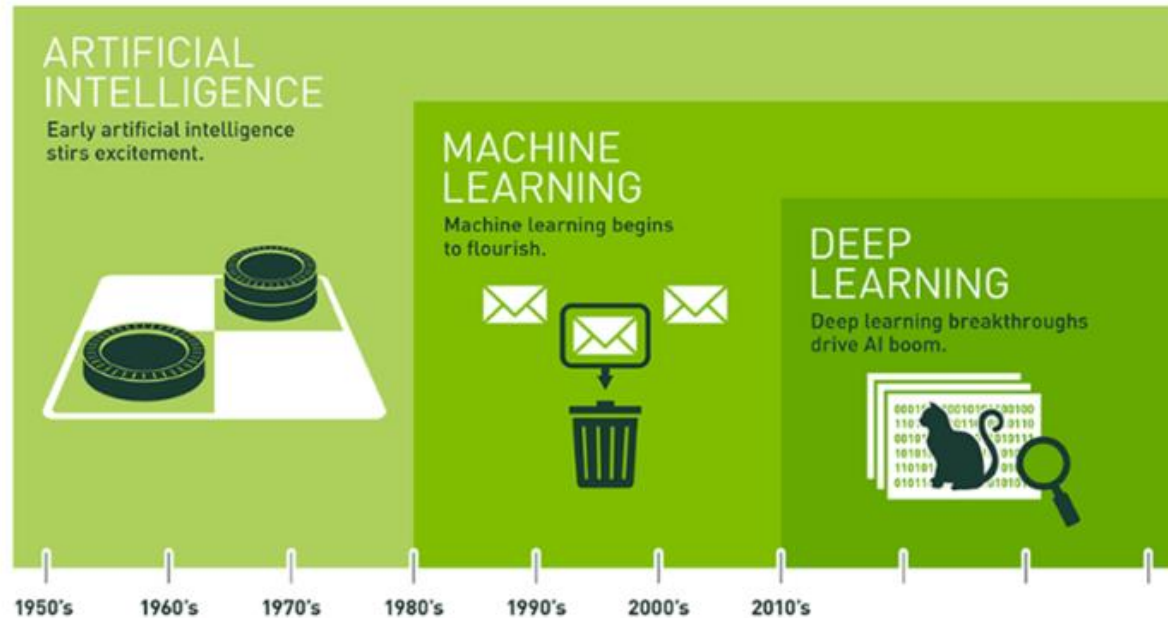 ARTIFICIAL
INTELLIGENCE
Early artificial intelligence
stirs excitement.
MACHINE
LEARNING
Machine learning begins
to flourish.
DEEP
LEARNING
Deep learning breakthroughs
drive AI boom.
1950's 1960's 1970's 1980's 1990's 2000's 2010's